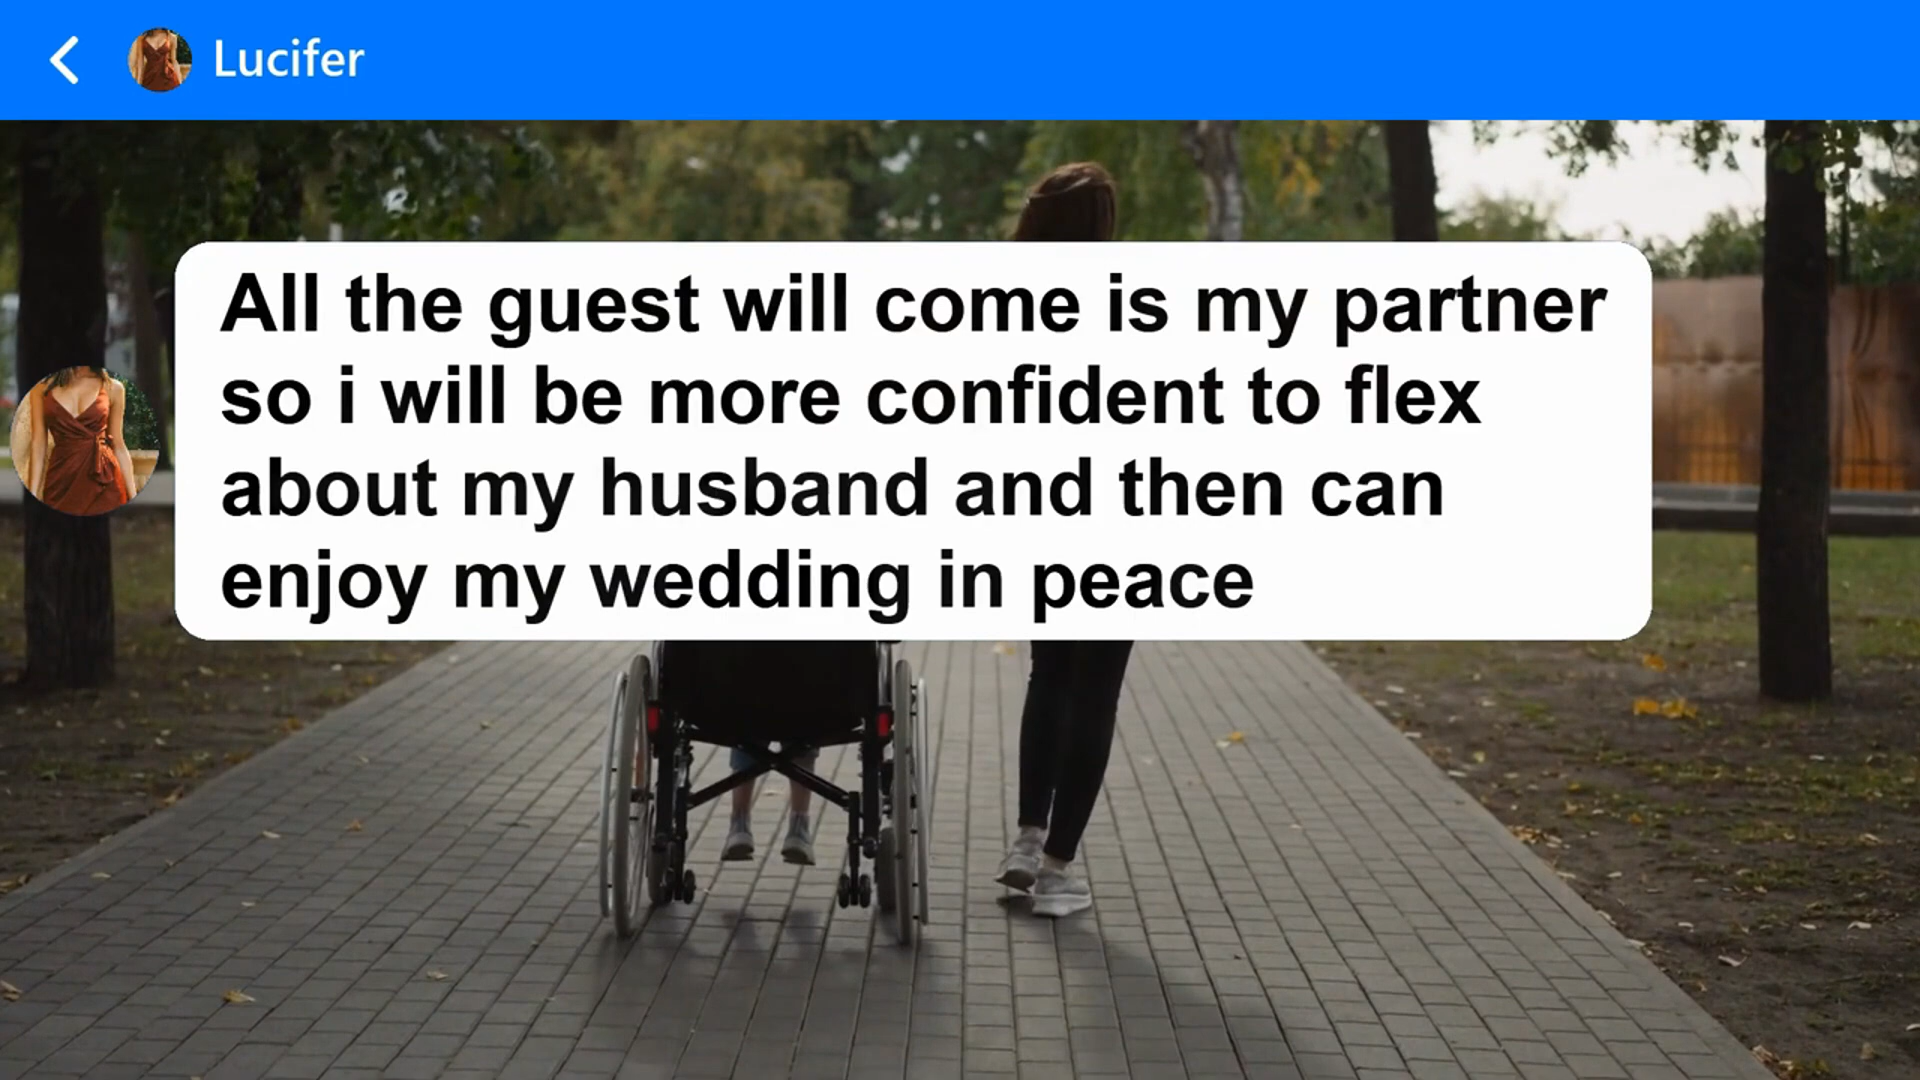 Lucifer
All the guest will come is my partner
so i will be more confident to flex
about my husband and then can
enjoy my wedding in peace